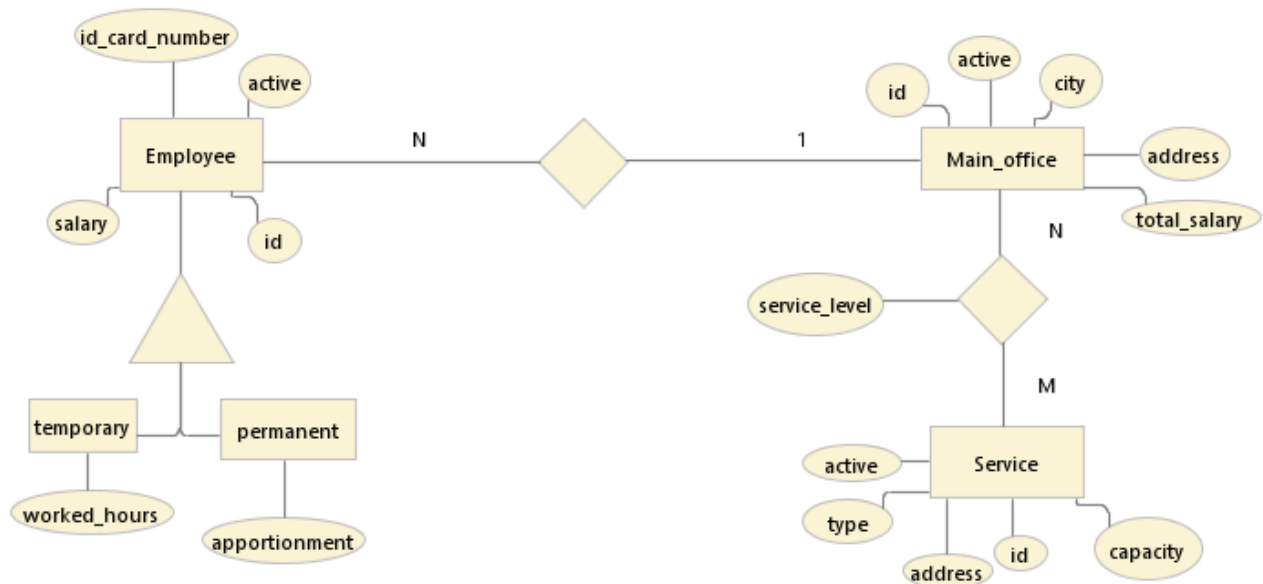 id_card_number
active
Employee
salary
id
N
1
id
active
city
Main_office
address
total_salary
N
service_level
M
temporary
permanent
worked_hours
apportionment
active
Service
type
address
id
capacity